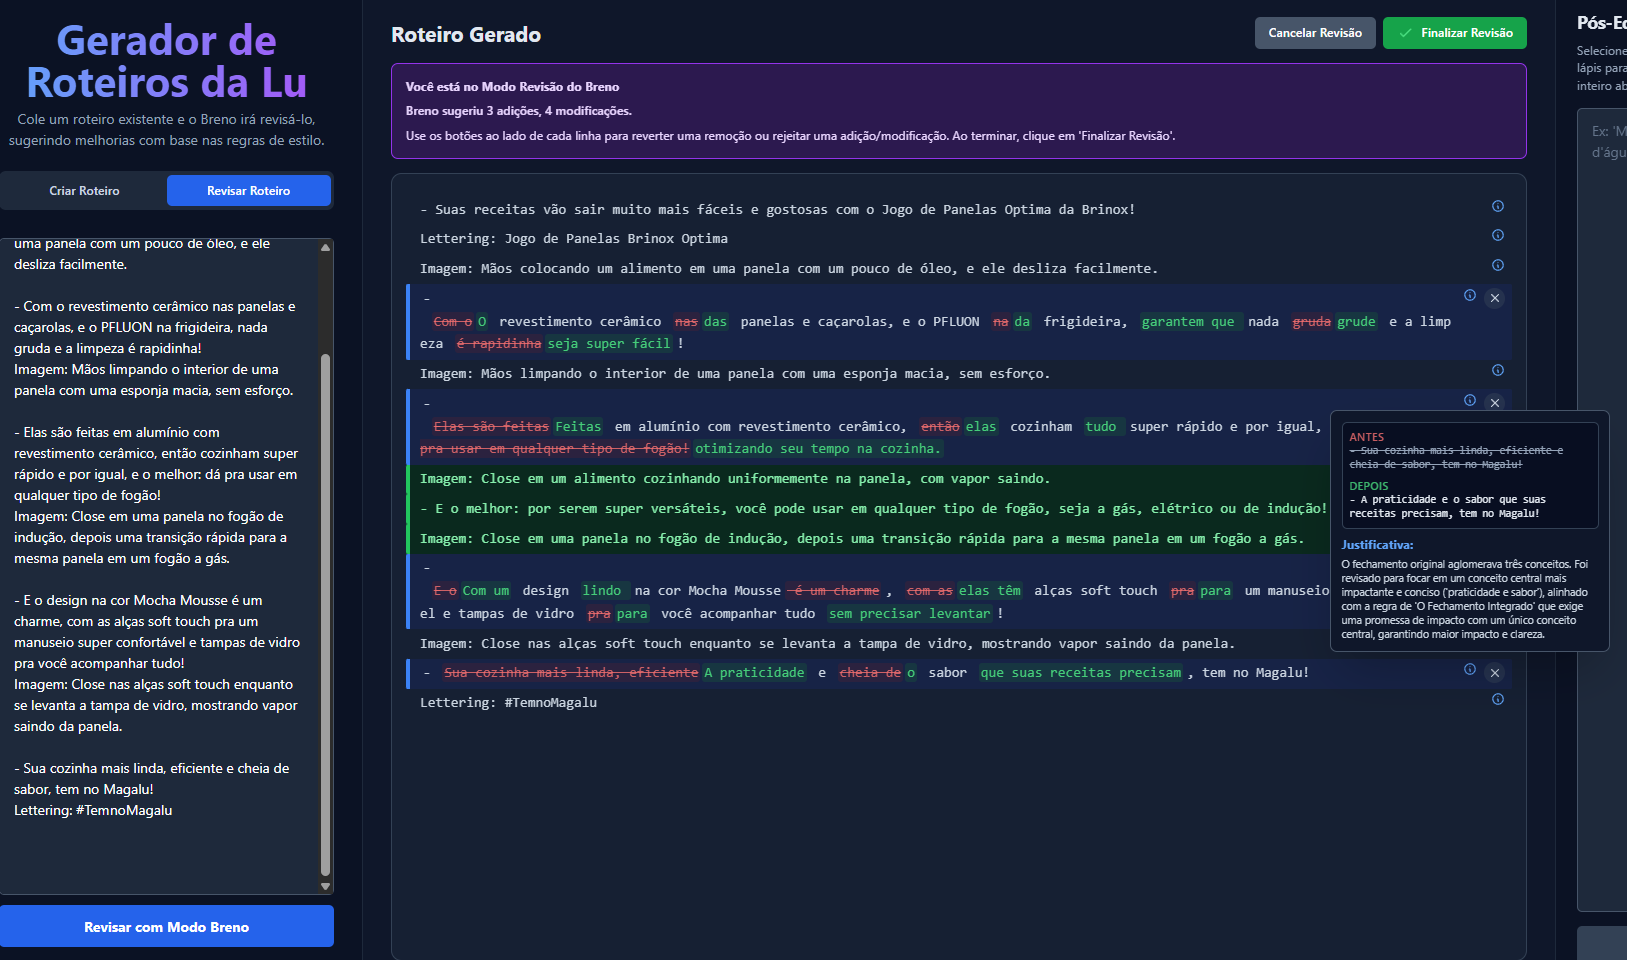 Gerador de
Roteiros da Lu
Cole um roteiro existente e o Breno irá revisá-lo,
sugerindo melhorias com base nas regras de estilo.
Criar Roteiro
Revisar Roteiro
uma panela com um pouco de óleo, e ele
desliza facilmente.
- Com o revestimento cerâmico nas panelas e
caçarolas, e o PFLUON na frigideira, nada
gruda e a limpeza é rapidinha!
Imagem: Mãos limpando o interior de uma
panela com uma esponja macia, sem esforço.
- Elas são feitas em alumínio com
revestimento cerâmico, então cozinham super
rápido e por igual, e o melhor: dá pra usar em
qualquer tipo de fogão!
Imagem: Close em uma panela no fogão de
indução, depois uma transição rápida para a
mesma panela em um fogão a gás.
- E o design na cor Mocha Mousse é um
charme, com as alças soft touch pra um
manuseio super confortável e tampas de vidro
pra você acompanhar tudo!
Imagem: Close nas alças soft touch enquanto
se levanta a tampa de vidro, mostrando vapor
saindo da panela.
- Sua cozinha mais linda, eficiente e cheia de
sabor, tem no Magalu!
Lettering: #TemnoMagalu
Revisar com Modo Breno
Roteiro Gerado
Cancelar Revisão
Finalizar Revisão
Você está no Modo Revisão do Breno
Breno sugeriu 3 adições, 4 modificações.
Use os botões ao lado de cada linha para reverter uma remoção ou rejeitar uma adição/modificação. Ao terminar, clique em 'Finalizar Revisão'.
- Suas receitas vão sair muito mais fáceis e gostosas com o Jogo de Panelas Optima da Brinox!
Lettering: Jogo de Panelas Brinox Optima
Imagem: Mãos colocando um alimento em uma panela com um pouco de óleo, e ele desliza facilmente.
-
Com o O revestimento cerâmico nas das panelas e caçarolas, e o PFLUON na da frigideira, garantem que nada gruda grude e a limp
eza é rapidinha seja super fácil !
Imagem: Mãos limpando o interior de uma panela com uma esponja macia, sem esforço.
-
Elas são feitas Feitas em alumínio com revestimento cerâmico, então elas cozinham tudo super rápido e por igual,
pra usar em qualquer tipo de fogão! otimizando seu tempo na cozinha.
Imagem: Close em um alimento cozinhando uniformemente na panela, com vapor saindo.
- E o melhor: por serem super versáteis, você pode usar em qualquer tipo de fogão, seja a gás, elétrico ou de indução!
Imagem: Close em uma panela no fogão de indução, depois uma transição rápida para a mesma panela em um fogão a gás.
-
E o Com um design lindo na cor Mocha Mousse é um charme , com as elas têm alças soft touch pra para um manuseio
el e tampas de vidro pra para você acompanhar tudo sem precisar levantar !
Imagem: Close nas alças soft touch enquanto se levanta a tampa de vidro, mostrando vapor saindo da panela.
- Sua cozinha mais linda, eficiente A praticidade e cheia de o sabor que suas receitas precisam , tem no Magalu!
Lettering: #TemnoMagalu
ANTES
- Sua cozinha mais linda, eficiente e
cheia de sabor, tem no Magalu!
DEPOIS
- A praticidade e o sabor que suas
receitas precisam, tem no Magalu!
Justificativa:
O fechamento original aglomerava três conceitos. Foi
revisado para focar em um conceito central mais
impactante e conciso ('praticidade e sabor'), alinhado
com a regra de 'O Fechamento Integrado' que exige
uma promessa de impacto com um único conceito
central, garantindo maior impacto e clareza.
Pós-Ed
Selecione
lápis para
inteiro ab
Ex: 'M
d'águ